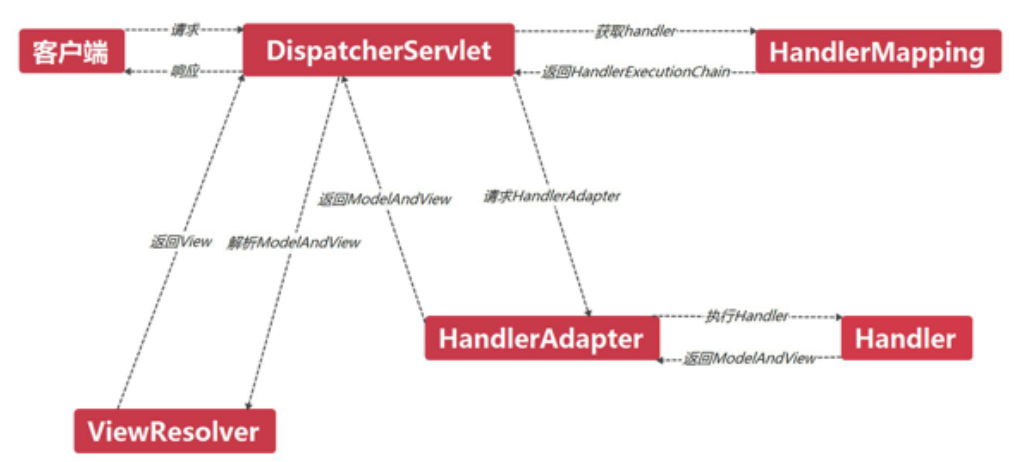 客户端
请求
响应
DispatcherServlet
获取handler
返回HandlerExecutionChain
HandlerMapping
返回ModelAndView
请求HandlerAdapter
返回View
解析ModelAndView
HandlerAdapter
执行Handler
返回ModelAndView
Handler
ViewResolver